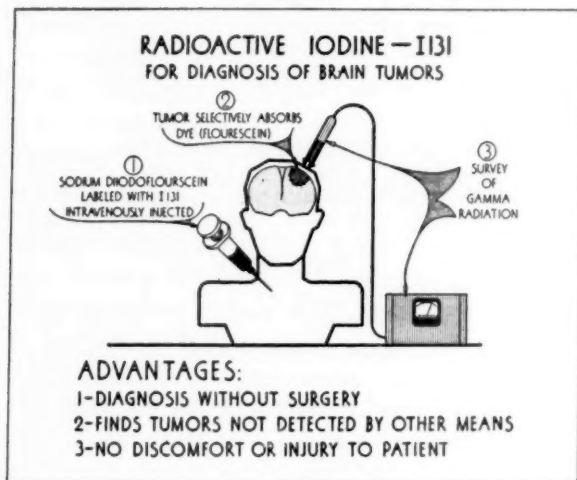 RADIOACTIVE IODINE — I131
FOR DIAGNOSIS OF BRAIN TUMORS
①
SODIUM DIIODOFLOURSCEIN
LABELED WITH I 131
INTRAVENOUSLY INJECTED
②
TUMOR SELECTIVELY ABSORBS
DYE (FLOURESCEIN)
③
SURVEY
OF
GAMMA
RADIATION
ADVANTAGES:
1-DIAGNOSIS WITHOUT SURGERY
2-FINDS TUMORS NOT DETECTED BY OTHER MEANS
3-NO DISCOMFORT OR INJURY TO PATIENT